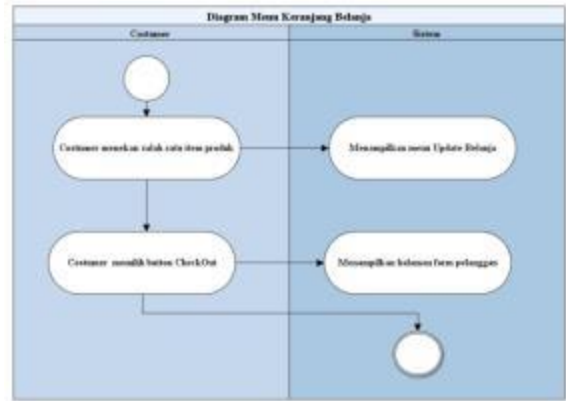 Diagram Menu Keranjang Belanja
Costumer
Sistem
Costumer menekan salah satu item produk
Menampilkan menu Update Belanja
Costumer memilih button CheckOut
Menampilkan halaman form pelanggan